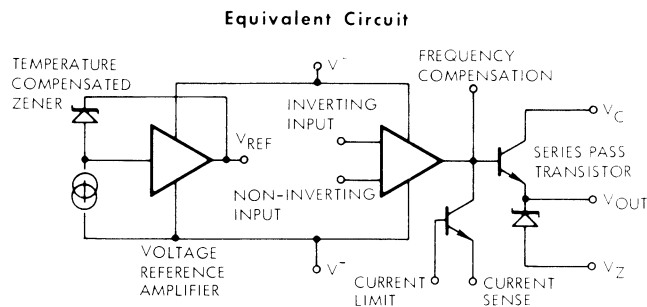 Equivalent Circuit
TEMPERATURE
COMPENSATED
ZENER
V⁻
FREQUENCY
COMPENSATION
INVERTING
INPUT
VREF
VC
SERIES PASS
TRANSISTOR
NON-INVERTING
INPUT
VOUT
VOLTAGE
REFERENCE
AMPLIFIER
V⁻
CURRENT
LIMIT
CURRENT
SENSE
VZ